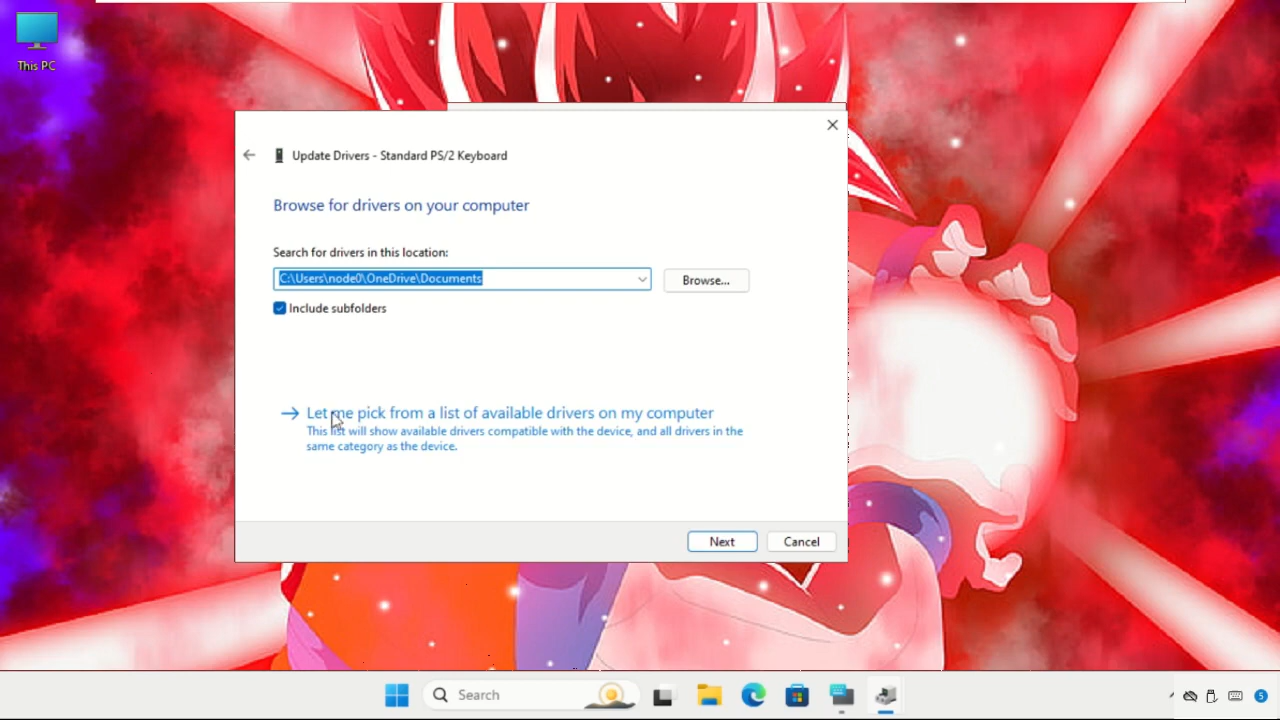 This PC
Update Drivers - Standard PS/2 Keyboard
Browse for drivers on your computer
Search for drivers in this location:
C:\Users\node0\OneDrive\Documents
Browse...
Include subfolders
Let me pick from a list of available drivers on my computer
This list will show available drivers compatible with the device, and all drivers in the
same category as the device.
Next
Cancel
Search
5